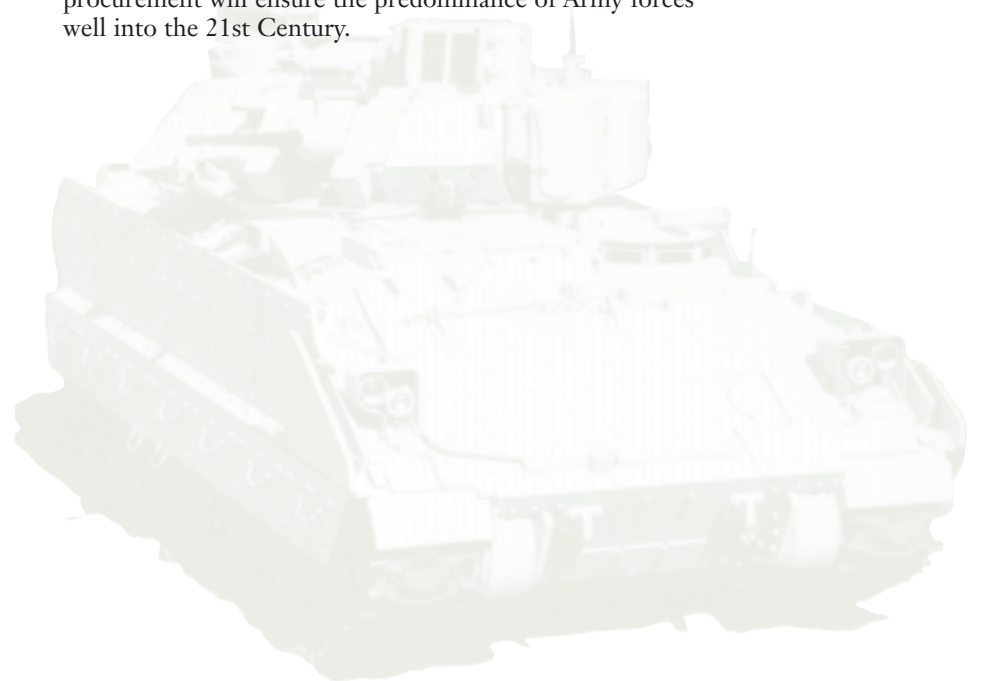 procurement will ensure the predominance of Army forces
well into the 21st Century.